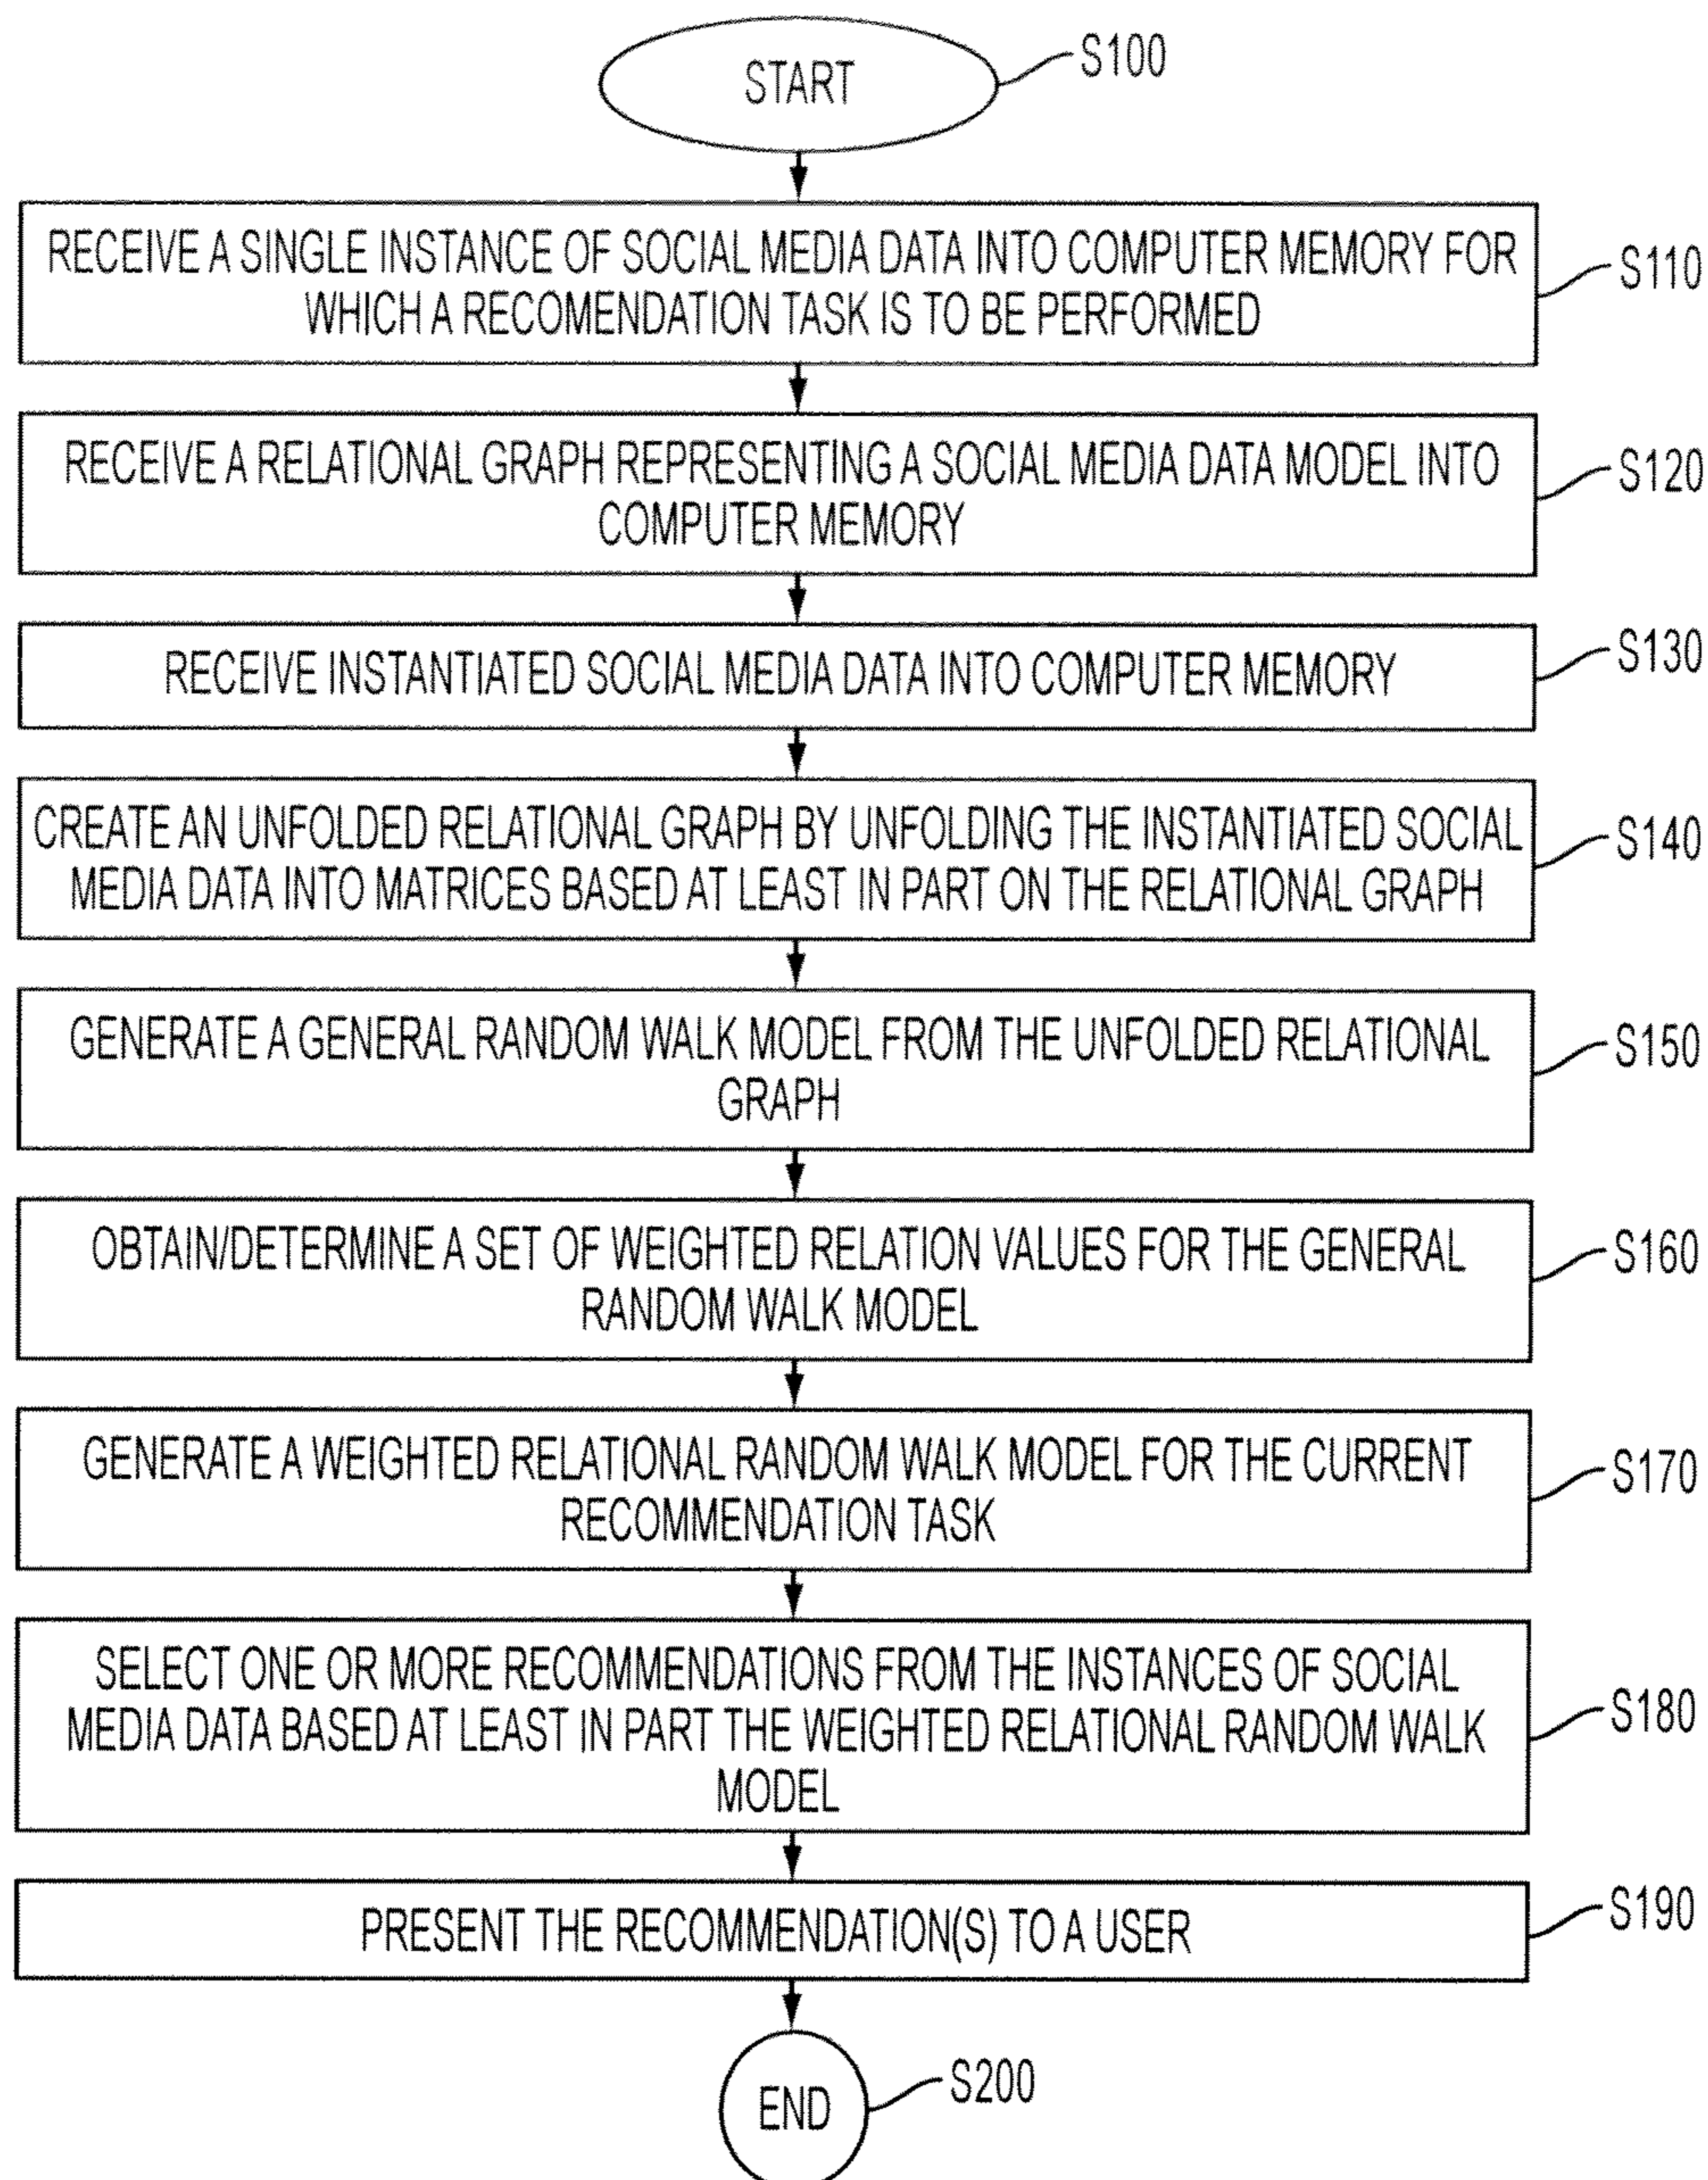 START
S100
RECEIVE A SINGLE INSTANCE OF SOCIAL MEDIA DATA INTO COMPUTER MEMORY FOR
WHICH A RECOMENDATION TASK IS TO BE PERFORMED
S110
RECEIVE A RELATIONAL GRAPH REPRESENTING A SOCIAL MEDIA DATA MODEL INTO
COMPUTER MEMORY
S120
RECEIVE INSTANTIATED SOCIAL MEDIA DATA INTO COMPUTER MEMORY
S130
CREATE AN UNFOLDED RELATIONAL GRAPH BY UNFOLDING THE INSTANTIATED SOCIAL
MEDIA DATA INTO MATRICES BASED AT LEAST IN PART ON THE RELATIONAL GRAPH
S140
GENERATE A GENERAL RANDOM WALK MODEL FROM THE UNFOLDED RELATIONAL
GRAPH
S150
OBTAIN/DETERMINE A SET OF WEIGHTED RELATION VALUES FOR THE GENERAL
RANDOM WALK MODEL
S160
GENERATE A WEIGHTED RELATIONAL RANDOM WALK MODEL FOR THE CURRENT
RECOMMENDATION TASK
S170
SELECT ONE OR MORE RECOMMENDATIONS FROM THE INSTANCES OF SOCIAL
MEDIA DATA BASED AT LEAST IN PART THE WEIGHTED RELATIONAL RANDOM WALK
MODEL
S180
PRESENT THE RECOMMENDATION(S) TO A USER
S190
END
S200